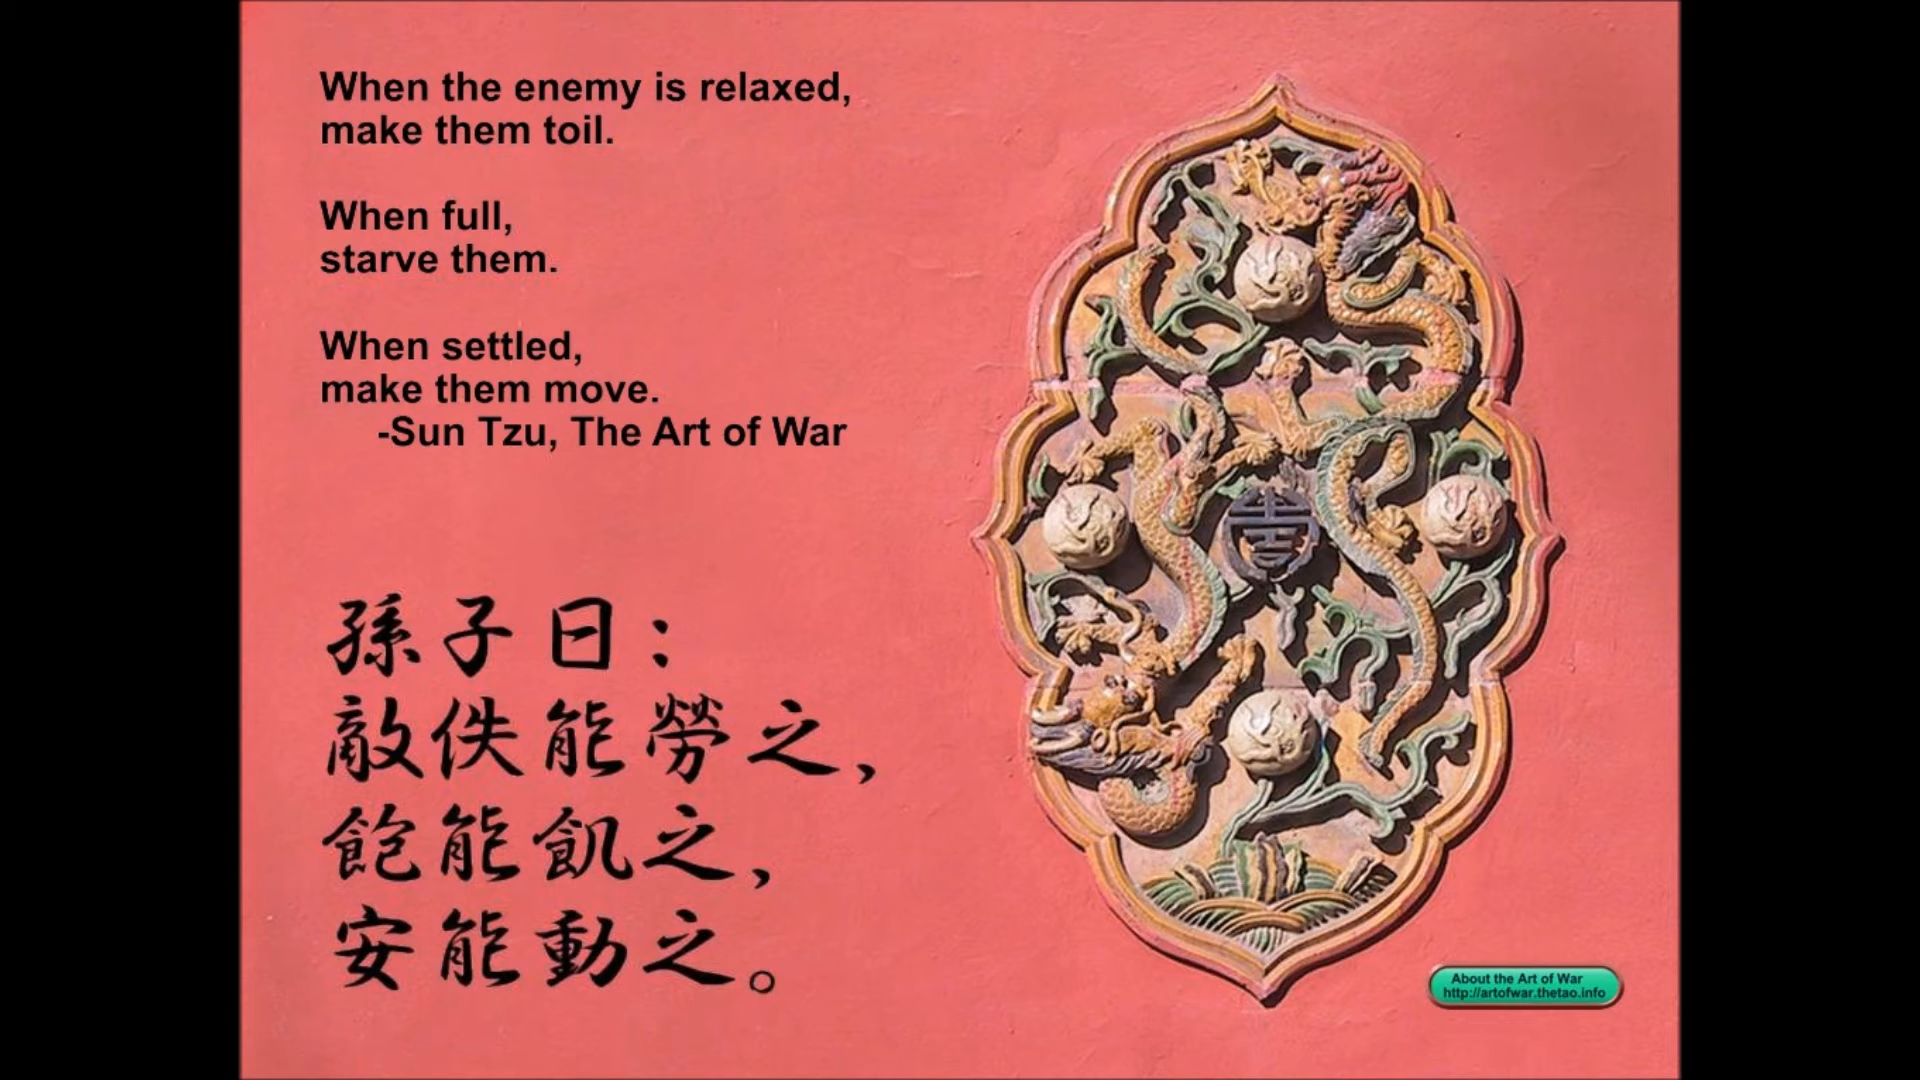 When the enemy is relaxed,
make them toil.
When full,
starve them.
When settled,
make them move.
-Sun Tzu, The Art of War
孫子曰：
敵佚能勞之，
飽能飢之，
安能動之。
About the Art of War
http://artofwar.thetao.info